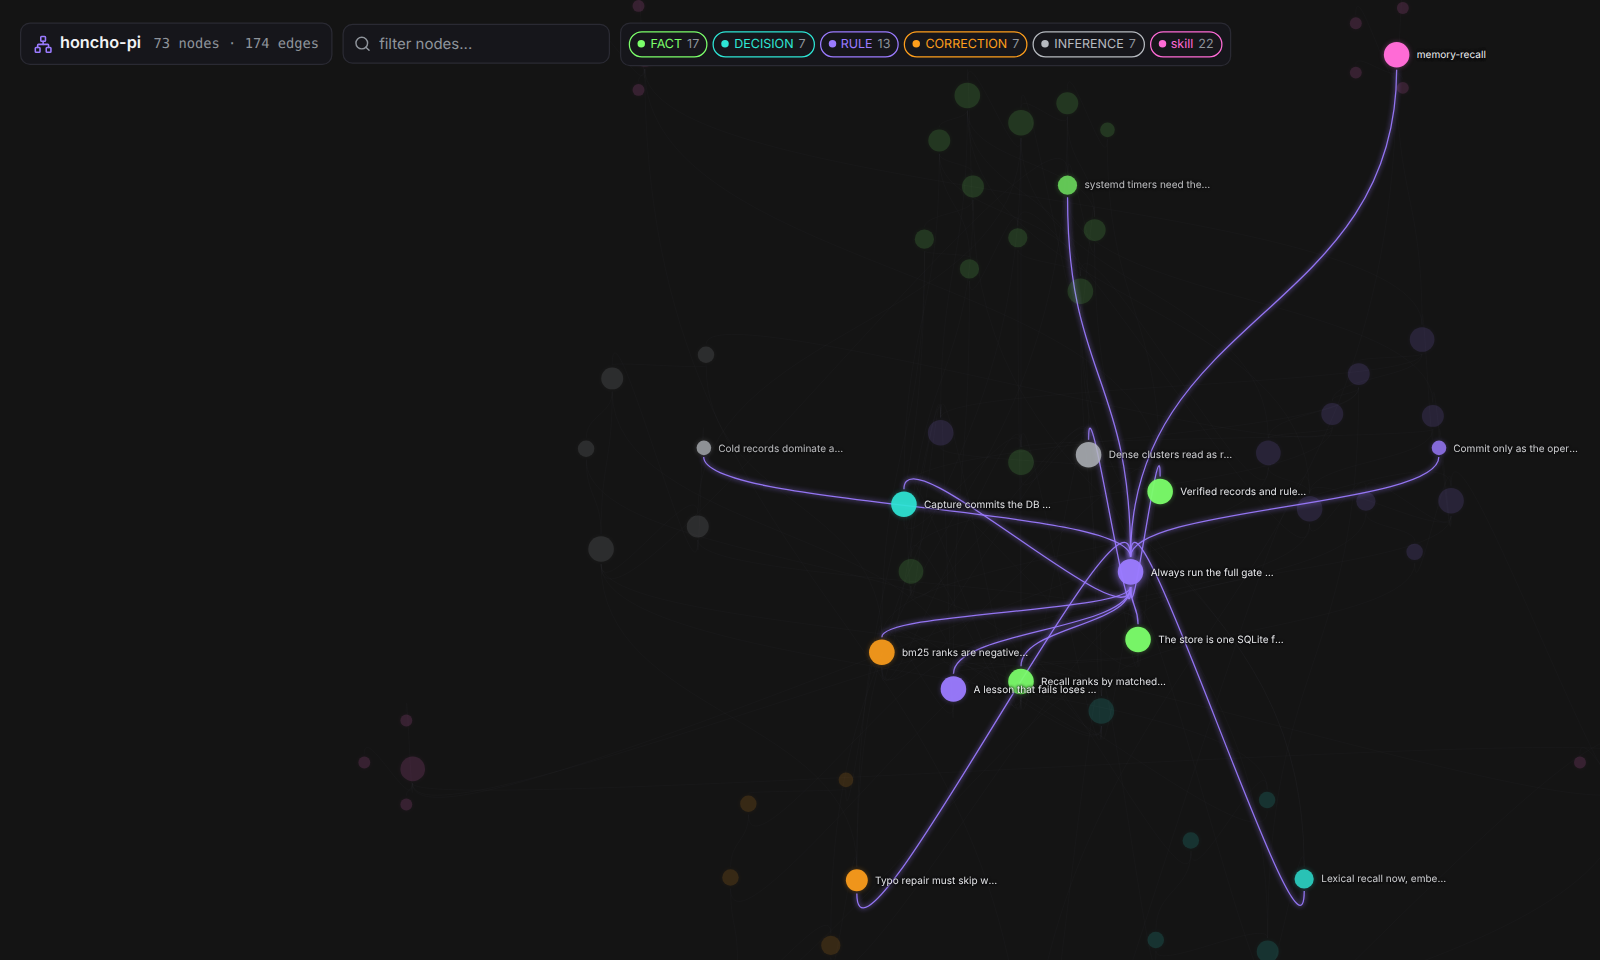 honcho-pi 73 nodes · 174 edges
filter nodes...
FACT 17
DECISION 7
RULE 13
CORRECTION 7
INFERENCE 7
skill 22
memory-recall
systemd timers need the...
Cold records dominate a...
Dense clusters read as r...
Commit only as the oper...
Verified records and rule...
Capture commits the DB ...
Always run the full gate ...
The store is one SQLite f...
bm25 ranks are negative...
Recall ranks by matched...
A lesson that fails loses ...
Typo repair must skip w...
Lexical recall now, embe...